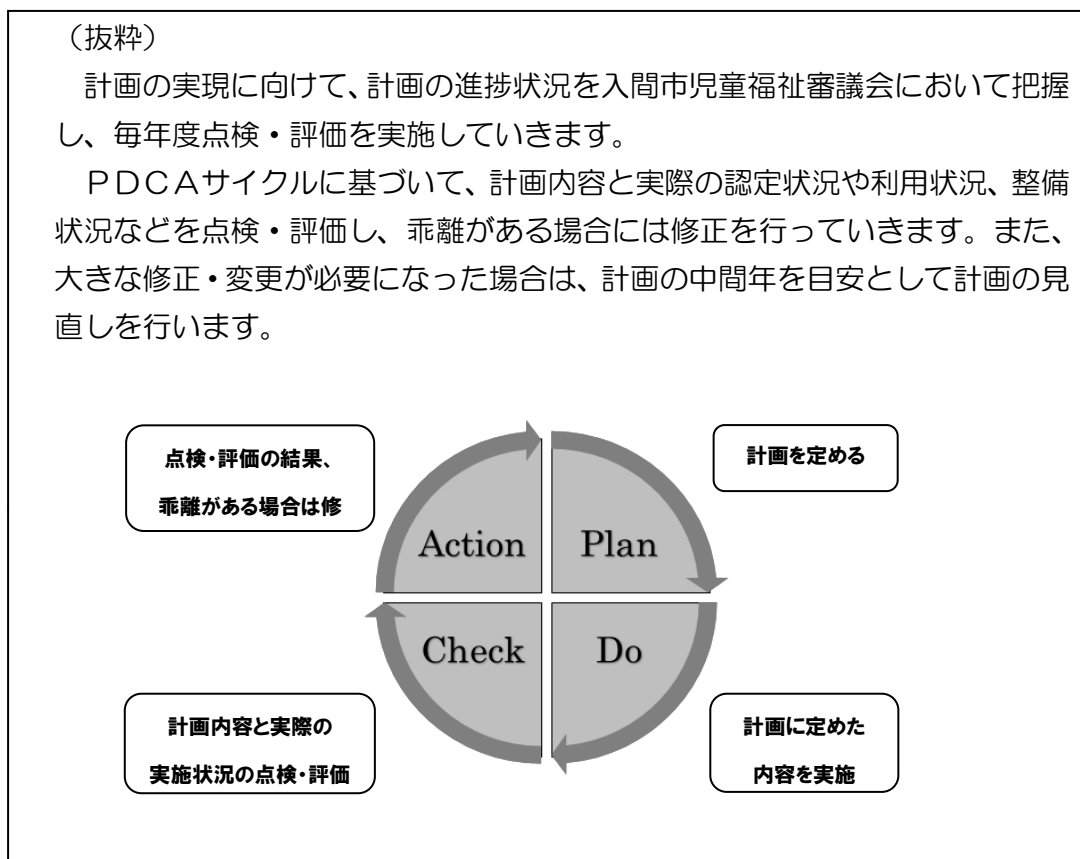 （抜粋）
　計画の実現に向けて、計画の進捗状況を入間市児童福祉審議会において把握
し、毎年度点検・評価を実施していきます。
　ＰＤＣＡサイクルに基づいて、計画内容と実際の認定状況や利用状況、整備
状況などを点検・評価し、乖離がある場合には修正を行っていきます。また、
大きな修正・変更が必要になった場合は、計画の中間年を目安として計画の見
直しを行います。
点検・評価の結果、
乖離がある場合は修
計画を定める
Action
Plan
Check
Do
計画内容と実際の
実施状況の点検・評価
計画に定めた
内容を実施